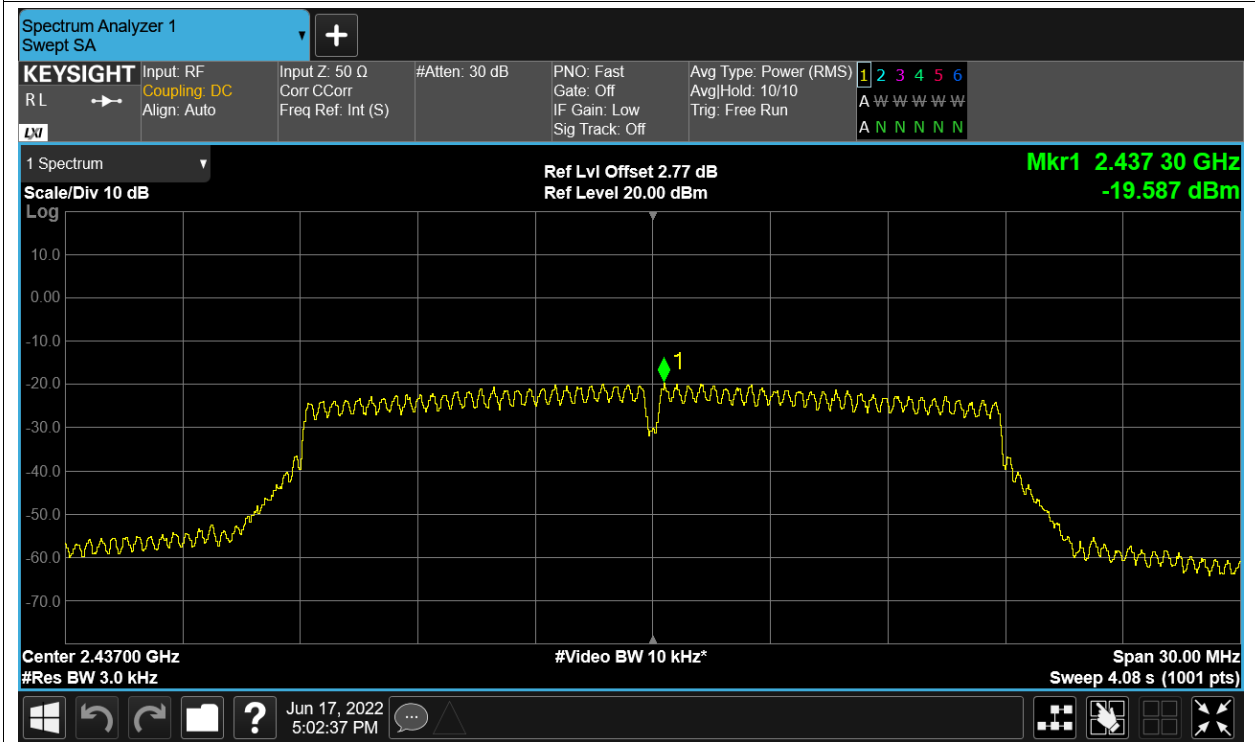 Spectrum Analyzer 1
Swept SA
+
KEYSIGHT
R L
LXI
Input: RF
Coupling: DC
Align: Auto
Input Z: 50 Ω
Corr CCorr
Freq Ref: Int (S)
#Atten: 30 dB
PNO: Fast
Gate: Off
IF Gain: Low
Sig Track: Off
Avg Type: Power (RMS)
Avg|Hold: 10/10
Trig: Free Run
1 2 3 4 5 6
A W W W W W
A N N N N N
1 Spectrum
Scale/Div 10 dB
Ref Lvl Offset 2.77 dB
Ref Level 20.00 dBm
Mkr1 2.437 30 GHz
-19.587 dBm
Log
10.0
0.00
-10.0
-20.0
-30.0
-40.0
-50.0
-60.0
-70.0
1
Center 2.43700 GHz
#Res BW 3.0 kHz
#Video BW 10 kHz*
Span 30.00 MHz
Sweep 4.08 s (1001 pts)
?
Jun 17, 2022
5:02:37 PM